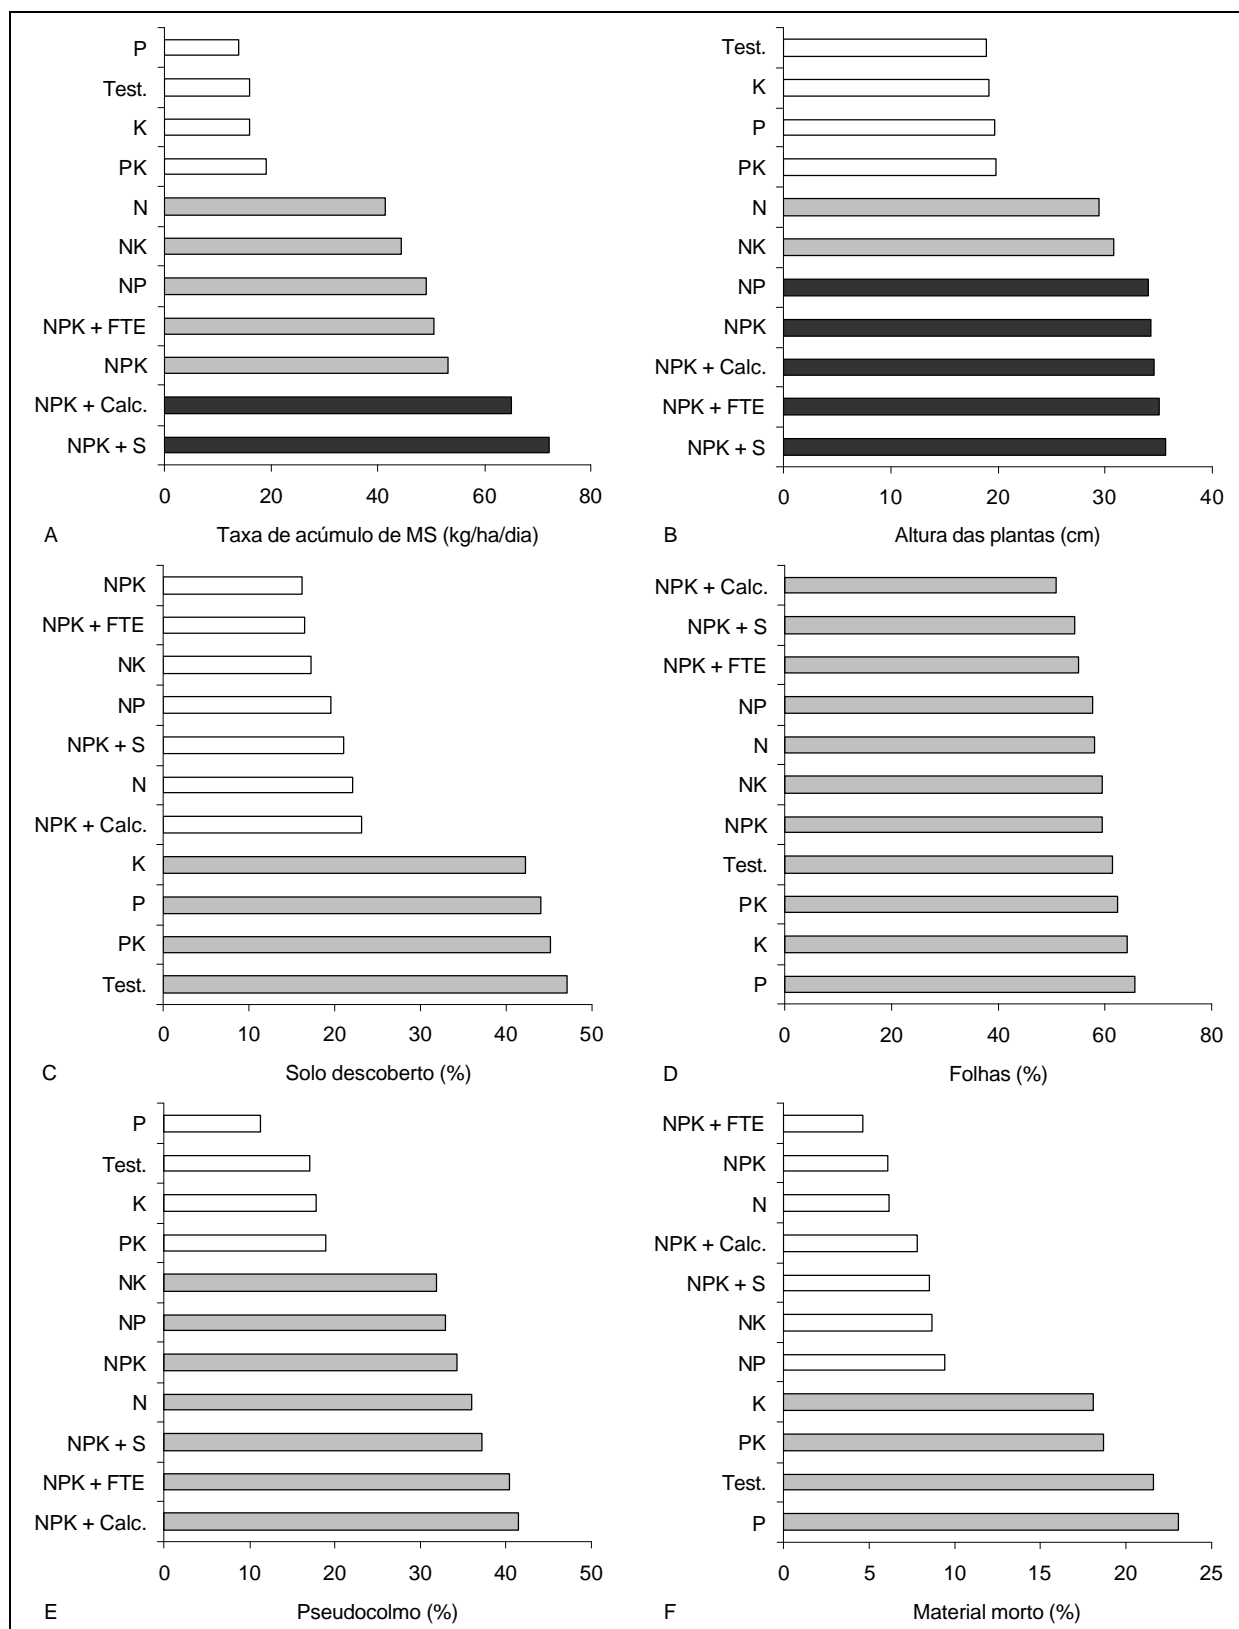 P
Test.
K
PK
N
NK
NP
NPK + FTE
NPK
NPK + Calc.
NPK + S
0 20 40 60 80
A Taxa de acúmulo de MS (kg/ha/dia)
Test.
K
P
PK
N
NK
NP
NPK
NPK + Calc.
NPK + FTE
NPK + S
0 10 20 30 40
B Altura das plantas (cm)
NPK
NPK + FTE
NK
NP
NPK + S
N
NPK + Calc.
K
P
PK
Test.
0 10 20 30 40 50
C Solo descoberto (%)
NPK + Calc.
NPK + S
NPK + FTE
NP
N
NK
NPK
Test.
PK
K
P
0 20 40 60 80
D Folhas (%)
P
Test.
K
PK
NK
NP
NPK
N
NPK + S
NPK + FTE
NPK + Calc.
0 10 20 30 40 50
E Pseudocolmo (%)
NPK + FTE
NPK
N
NPK + Calc.
NPK + S
NK
NP
K
PK
Test.
P
0 5 10 15 20 25
F Material morto (%)